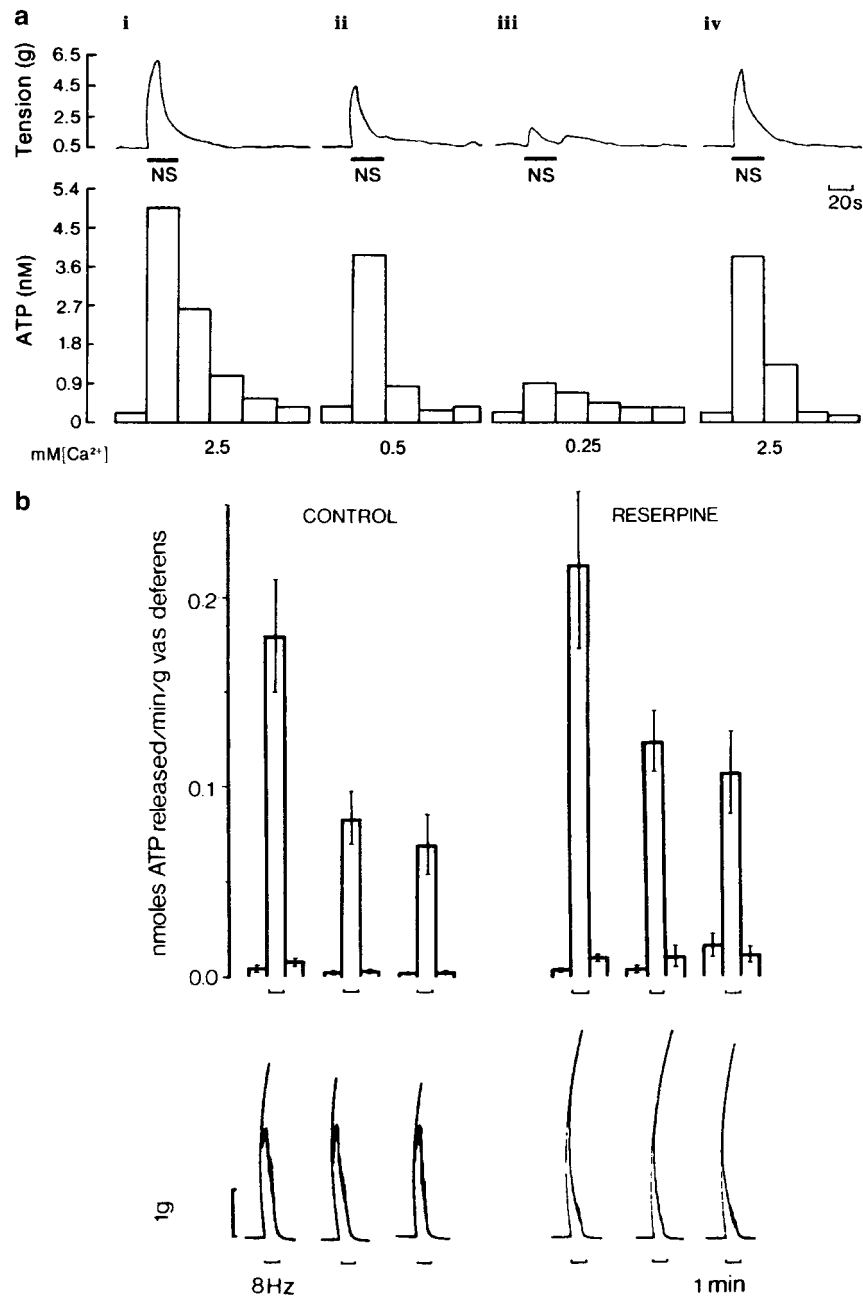 a
i ii iii iv
Tension (g)
6.5
4.5
2.5
0.5
NS NS NS NS
20s
ATP (nM)
5.4
4.5
3.6
2.7
1.8
0.9
0
mM[Ca²⁺] 2.5 0.5 0.25 2.5
b
CONTROL RESERPINE
nmoles ATP released/min/g vas deferens
0.2
0.1
0.0
1g
8Hz 1 min